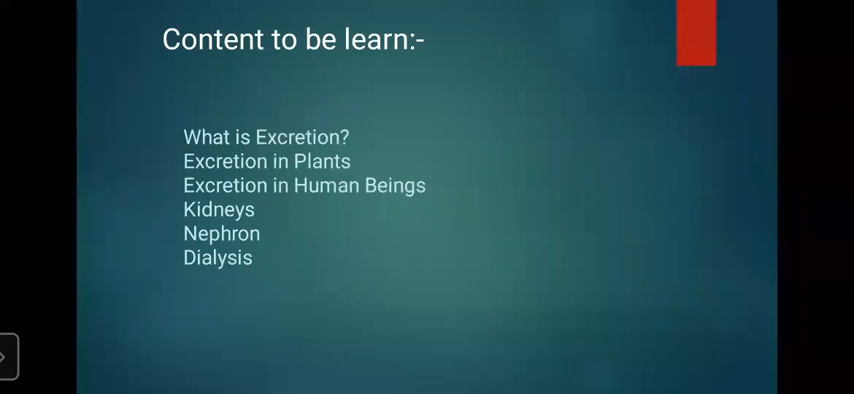 Content to be learn:-
What is Excretion?
Excretion in Plants
Excretion in Human Beings
Kidneys
Nephron
Dialysis